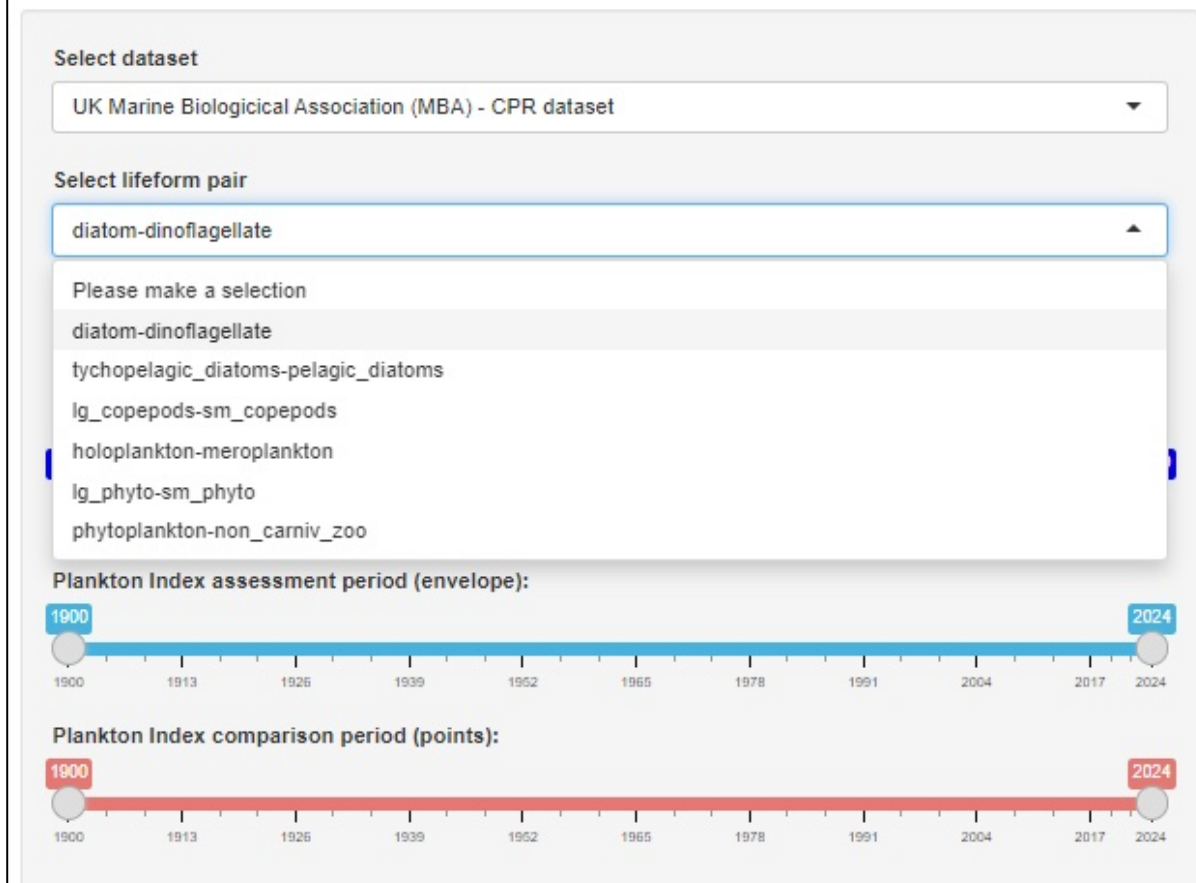 Select dataset
UK Marine Biologicical Association (MBA) - CPR dataset
Select lifeform pair
diatom-dinoflagellate
Please make a selection
diatom-dinoflagellate
tychopelagic_diatoms-pelagic_diatoms
lg_copepods-sm_copepods
holoplankton-meroplankton
lg_phyto-sm_phyto
phytoplankton-non_carniv_zoo
Plankton Index assessment period (envelope):
1900 2024
1900 1913 1926 1939 1952 1965 1978 1991 2004 2017 2024
Plankton Index comparison period (points):
1900 2024
1900 1913 1926 1939 1952 1965 1978 1991 2004 2017 2024